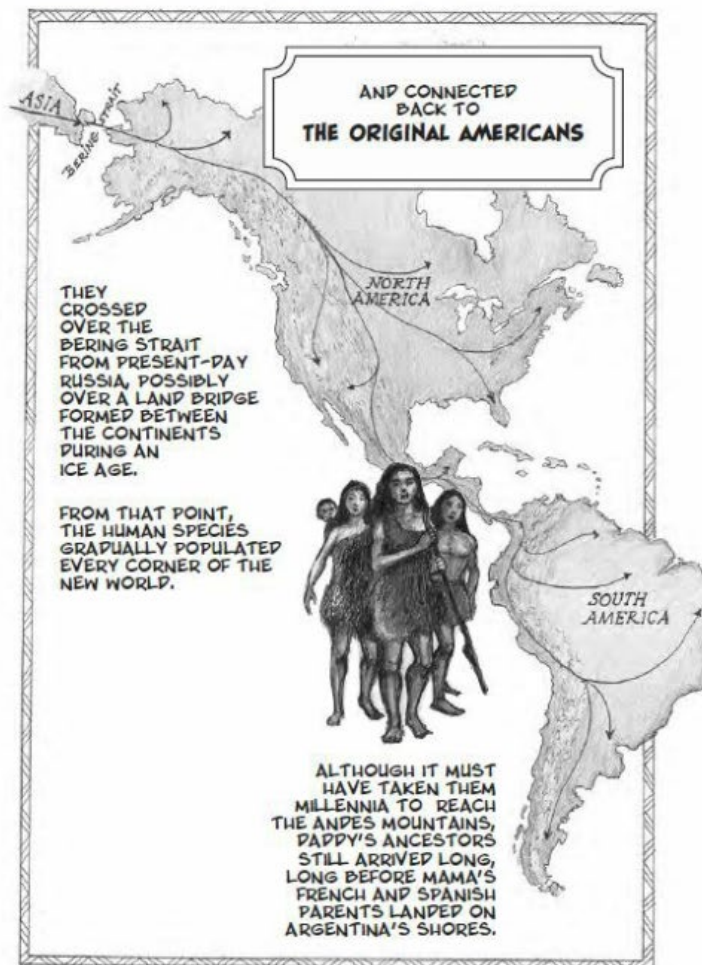 AND CONNECTED
BACK TO
THE ORIGINAL AMERICANS
ASIA
BERING STRAIT
NORTH
AMERICA
THEY
CROSSED
OVER THE
BERING STRAIT
FROM PRESENT-DAY
RUSSIA, POSSIBLY
OVER A LAND BRIDGE
FORMED BETWEEN
THE CONTINENTS
DURING AN
ICE AGE.
FROM THAT POINT,
THE HUMAN SPECIES
GRADUALLY POPULATED
EVERY CORNER OF THE
NEW WORLD.
SOUTH
AMERICA
ALTHOUGH IT MUST
HAVE TAKEN THEM
MILLENNIA TO REACH
THE ANDES MOUNTAINS,
DADDY'S ANCESTORS
STILL ARRIVED LONG,
LONG BEFORE MAMA'S
FRENCH AND SPANISH
PARENTS LANDED ON
ARGENTINA'S SHORES.